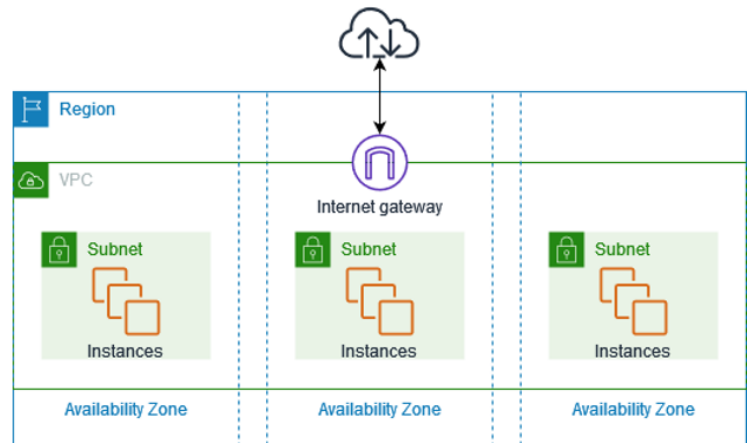 Region
VPC
Internet gateway
Subnet
Subnet
Subnet
Instances
Instances
Instances
Availability Zone
Availability Zone
Availability Zone